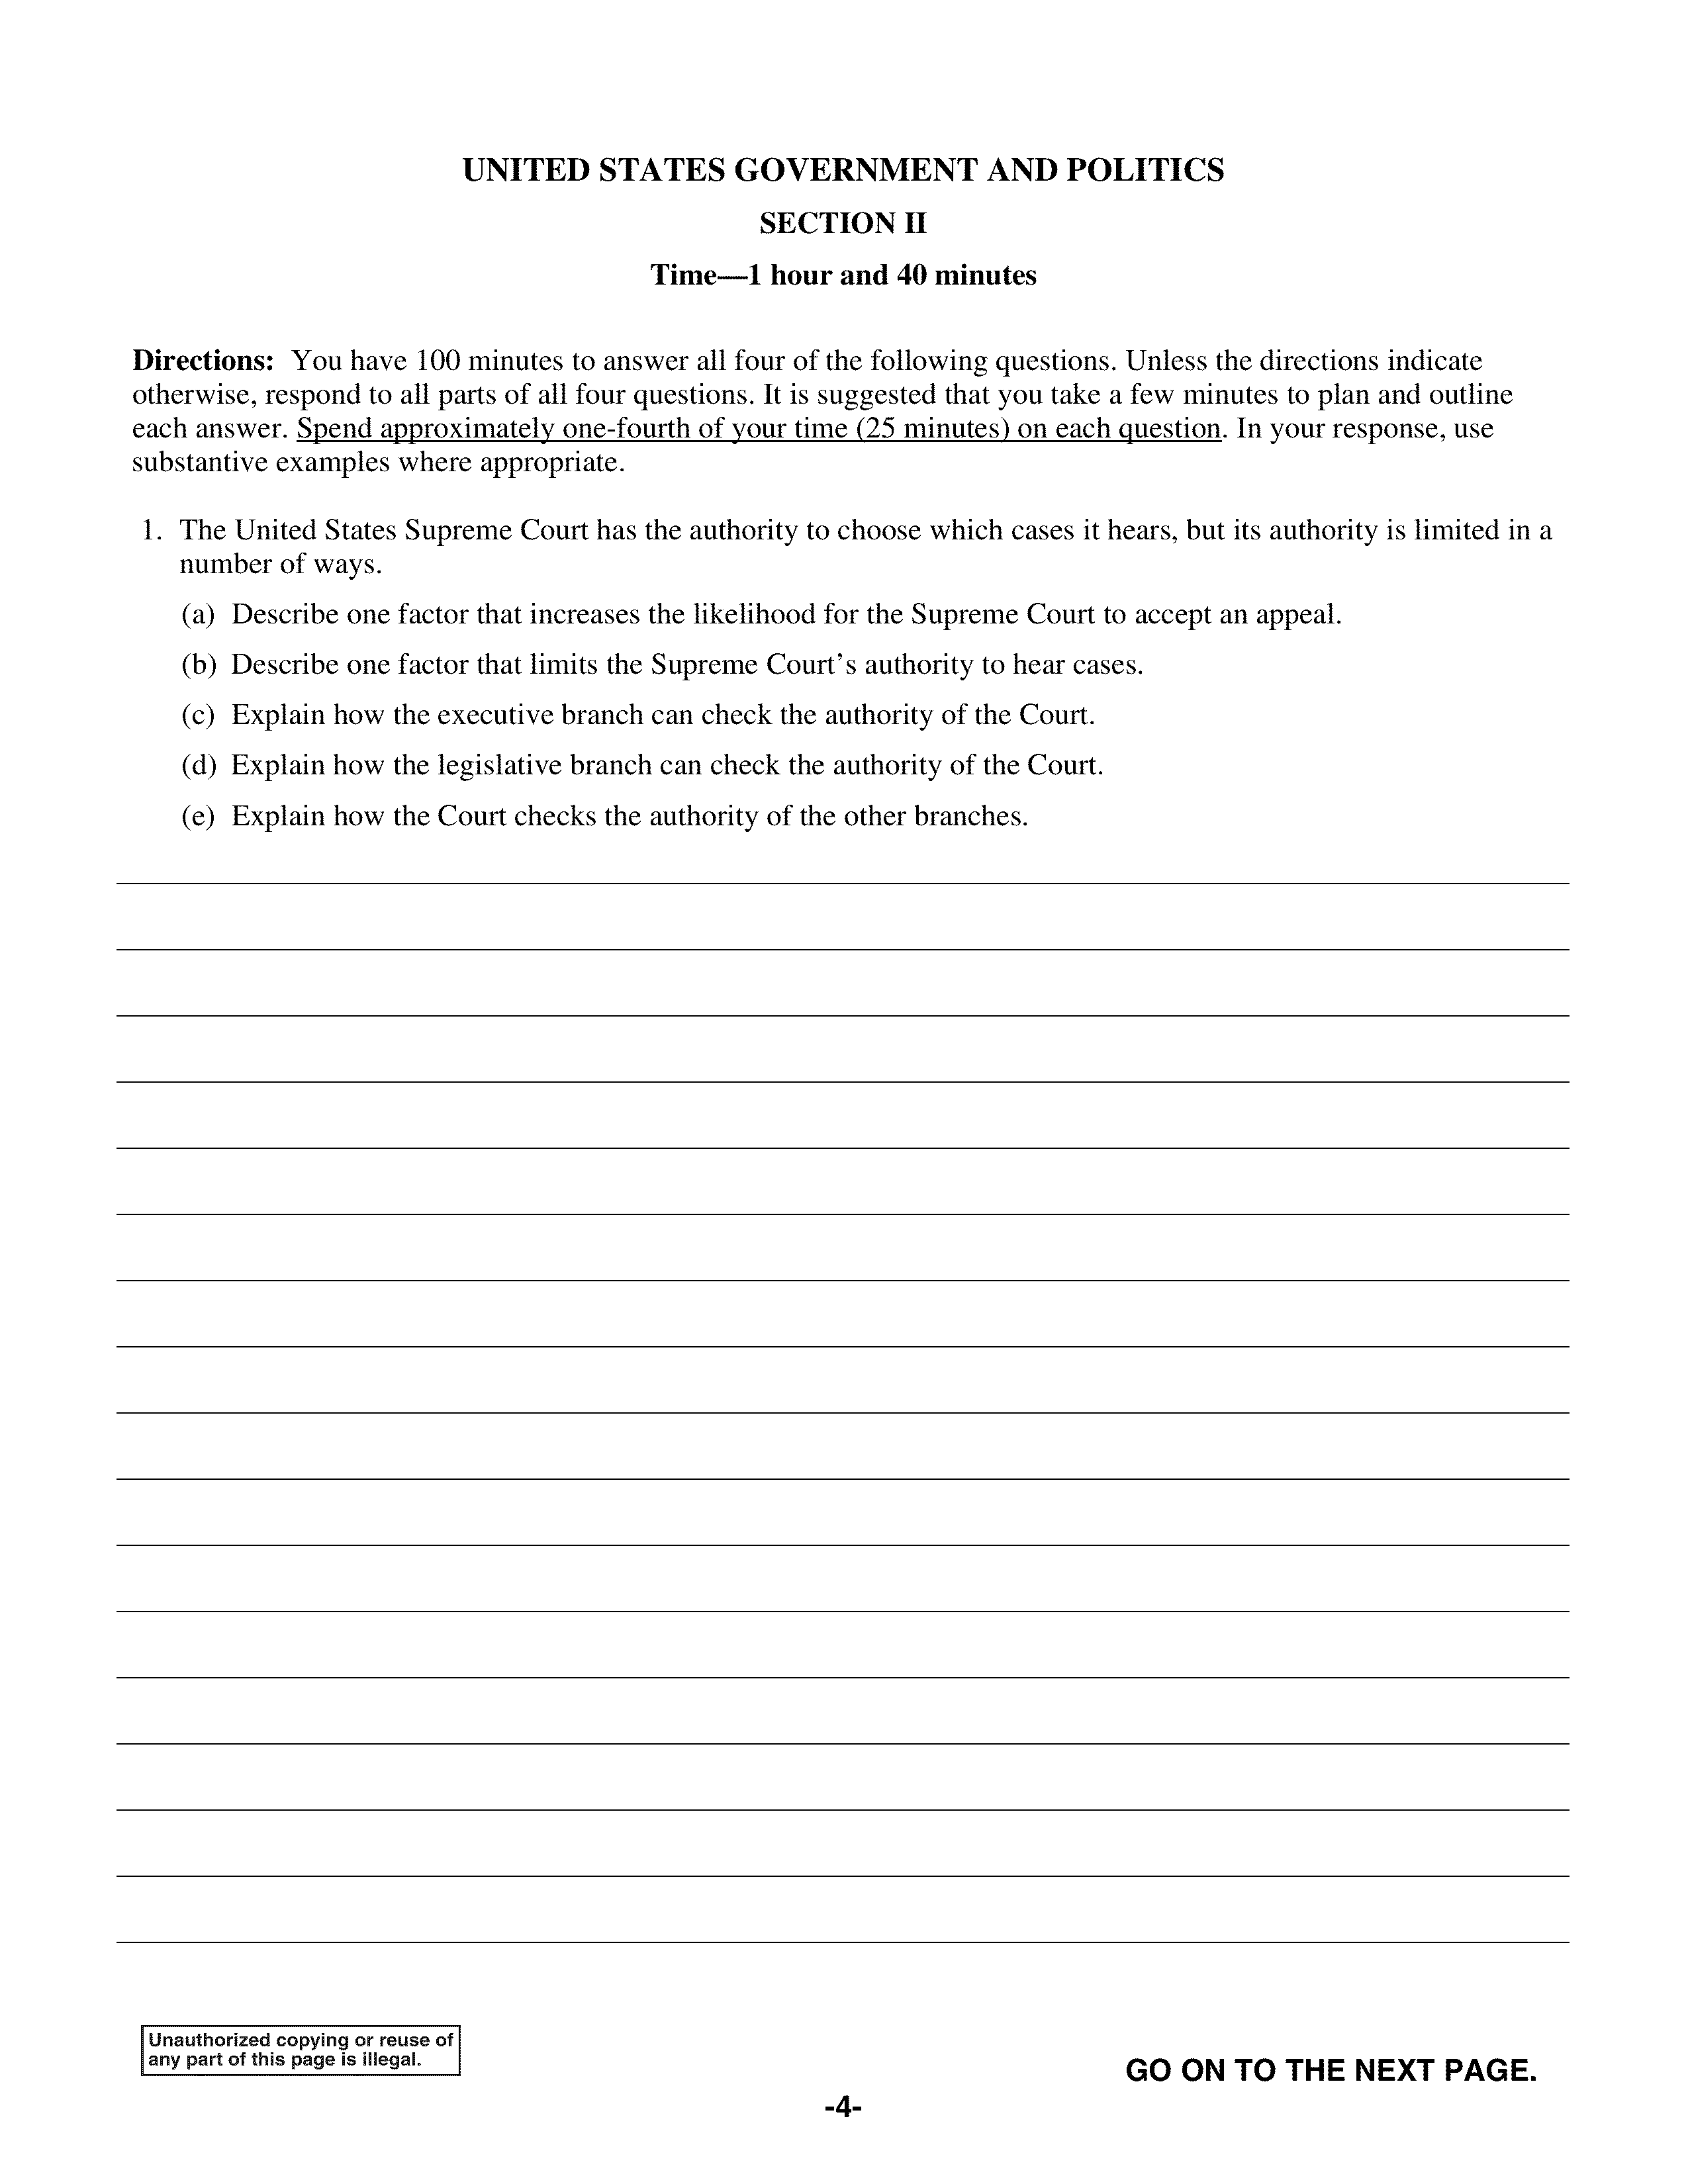 UNITED STATES GOVERNMENT AND POLITICS
SECTION II
Time—1 hour and 40 minutes
Directions: You have 100 minutes to answer all four of the following questions. Unless the directions indicate
otherwise, respond to all parts of all four questions. It is suggested that you take a few minutes to plan and outline
each answer. Spend approximately one-fourth of your time (25 minutes) on each question. In your response, use
substantive examples where appropriate.
1. The United States Supreme Court has the authority to choose which cases it hears, but its authority is limited in a
number of ways.
(a) Describe one factor that increases the likelihood for the Supreme Court to accept an appeal.
(b) Describe one factor that limits the Supreme Court’s authority to hear cases.
(c) Explain how the executive branch can check the authority of the Court.
(d) Explain how the legislative branch can check the authority of the Court.
(e) Explain how the Court checks the authority of the other branches.
Unauthorized copying or reuse of
any part of this page is illegal.
GO ON TO THE NEXT PAGE.
-4-